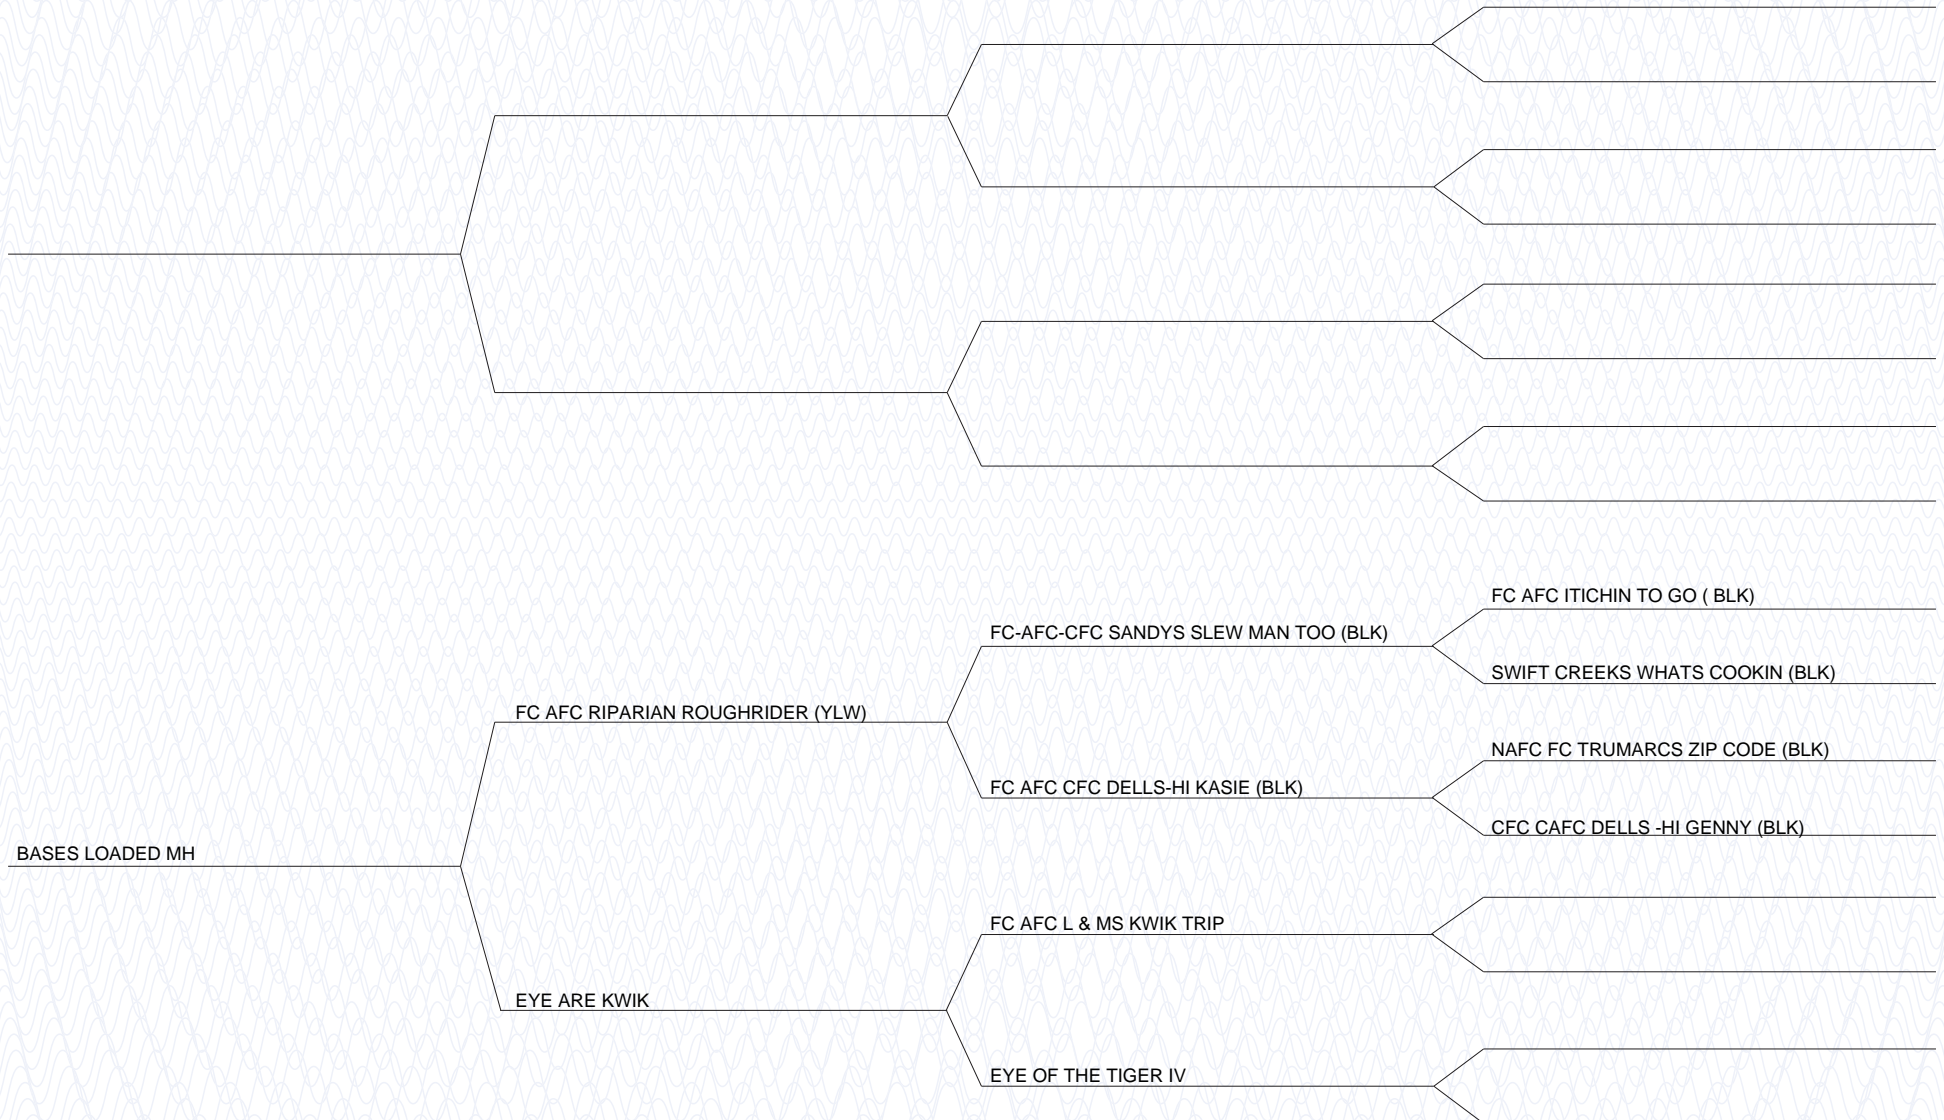 FC AFC ITICHIN TO GO ( BLK)
FC-AFC-CFC SANDYS SLEW MAN TOO (BLK)
SWIFT CREEKS WHATS COOKIN (BLK)
FC AFC RIPARIAN ROUGHRIDER (YLW)
NAFC FC TRUMARCS ZIP CODE (BLK)
FC AFC CFC DELLS-HI KASIE (BLK)
CFC CAFC DELLS -HI GENNY (BLK)
BASES LOADED MH
FC AFC L & MS KWIK TRIP
EYE ARE KWIK
EYE OF THE TIGER IV